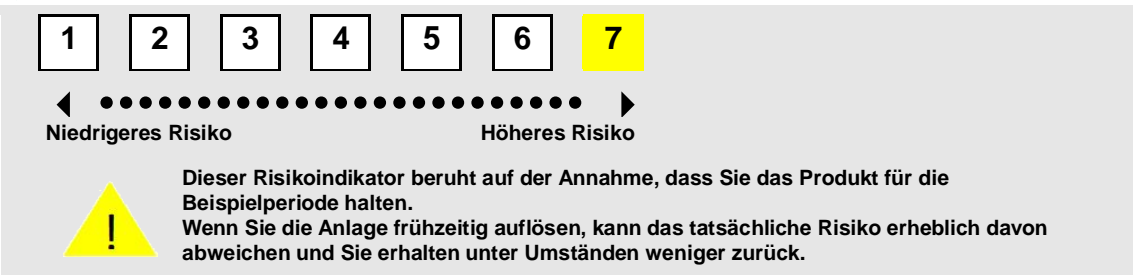 1 2 3 4 5 6 7
Niedrigeres Risiko Höheres Risiko
Dieser Risikoindikator beruht auf der Annahme, dass Sie das Produkt für die
Beispielperiode halten.
Wenn Sie die Anlage frühzeitig auflösen, kann das tatsächliche Risiko erheblich davon
abweichen und Sie erhalten unter Umständen weniger zurück.
!